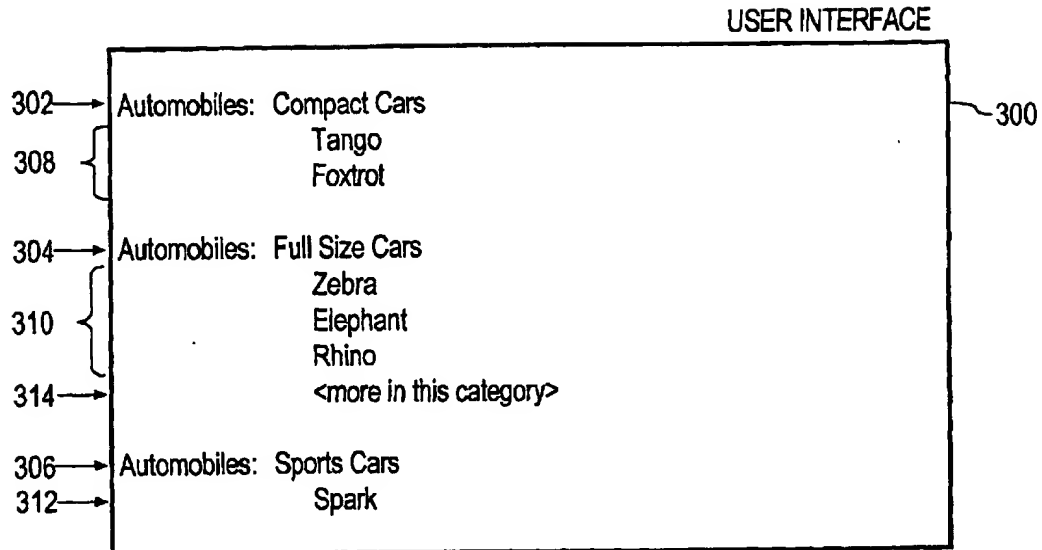 USER INTERFACE
300
302 Automobiles: Compact Cars
308 Tango
Foxtrot
304 Automobiles: Full Size Cars
Zebra
310 Elephant
Rhino
314 <more in this category>
306 Automobiles: Sports Cars
312 Spark